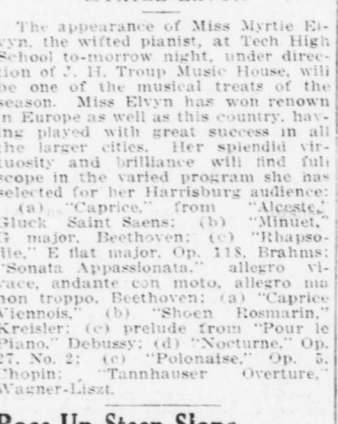 The appearance of Miss Myrtle El-
vyn, the wifted pianist, at Tech High
School to-morrow night, under direc-
tion of J. H. Troup Music House, will
be one of the musical treats of the
season. Miss Elvyn has won renown
in Europe as well as this country, hav-
ing played with great success in all
the larger cities. Her splendid vir-
tuosity and brilliance will find full
scope in the varied program she has
selected for her Harrisburg audience:
(a) "Caprice," from "Alceste,"
Gluck Saint Saens; (b) "Minuet,"
G major, Beethoven; (c) "Rhapso-
die," E flat major, Op. 118, Brahms;
"Sonata Appassionata," allegro vi-
vace, andante con moto, allegro ma
non troppo, Beethoven; (a) "Caprice
Viennois," (b) "Shoen Rosmarin,"
Kreisler; (c) prelude from "Pour le
Piano," Debussy; (d) "Nocturne," Op.
27, No. 2; (e) "Polonaise," Op. 5,
Chopin; "Tannhauser Overture,"
Wagner-Liszt.